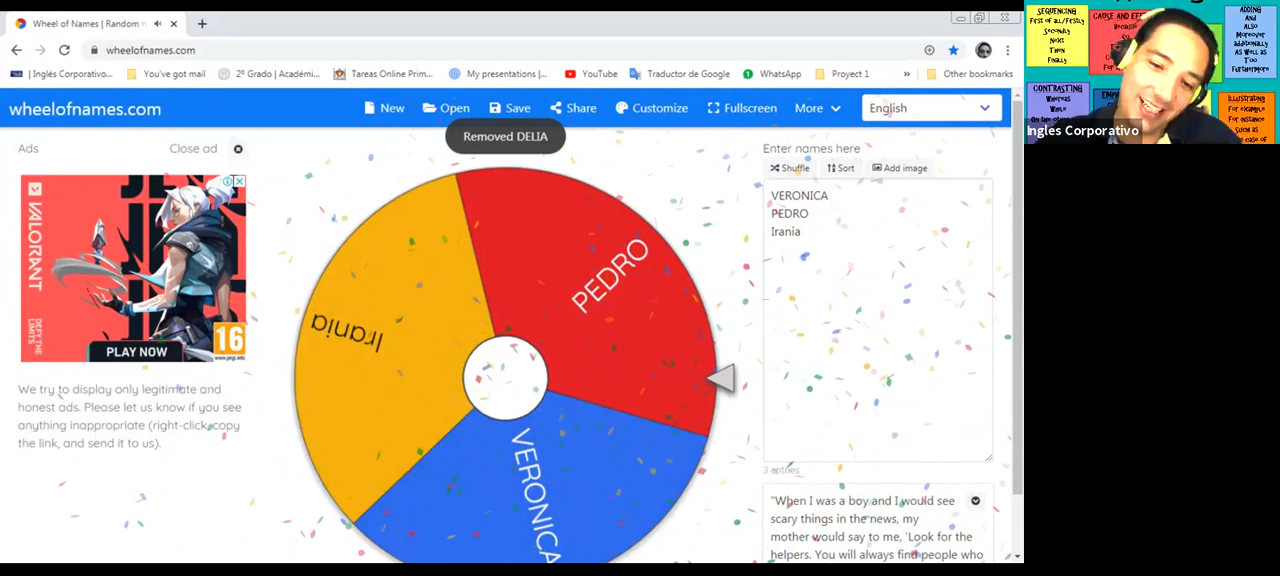 Wheel of Names | Random n
wheelofnames.com
| Inglés Corporativo...
You've got mail
2º Grado | Académi...
Tareas Online Prim...
My presentations |...
YouTube
Traductor de Google
WhatsApp
Proyect 1
»
Other bookmarks
wheelofnames.com
New
Open
Save
Share
Customize
Fullscreen
More
English
Removed DELIA
Ads
Close ad
VALORANT
DEFY THE LIMITS
PLAY NOW
16
We try to display only legitimate and
honest ads. Please let us know if you see
anything inappropriate (right-click, copy
the link, and send it to us).
PEDRO
Irania
VERONICA
Enter names here
Shuffle
Sort
Add image
VERONICA
PEDRO
Irania
3 entries
"When I was a boy and I would see
scary things in the news, my
mother would say to me, 'Look for the
helpers. You will always find people who
SEQUENCING
First of all/Firstly
Secondly
Next
Then
Finally
CAUSE AND EFF
Because
So
ADDING
And
Also
Moreover
Additionally
As well as
Too
Furthermore
CONTRASTING
Whereas
While
ILLUSTRATING
For example
For instance
Such as
Ingles Corporativo